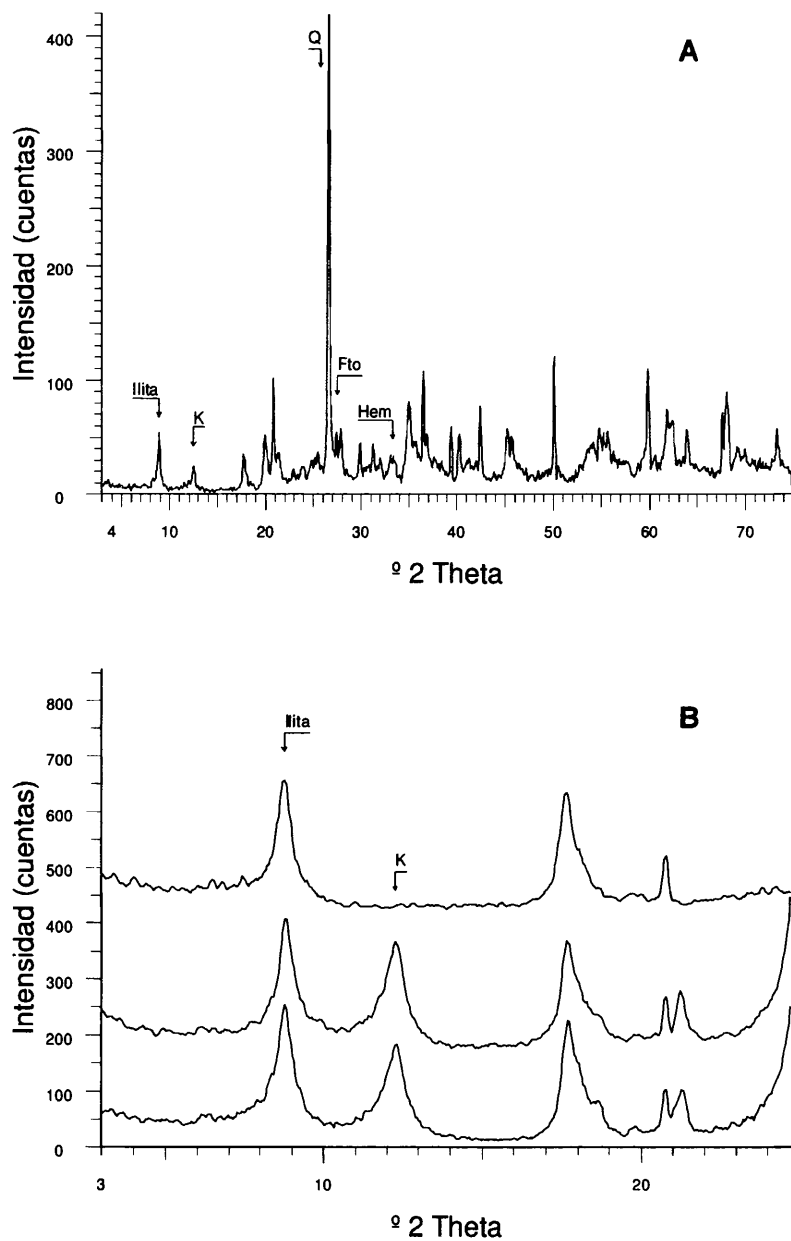 A
Intensidad (cuentas)
400
300
200
100
0
Q
Ilita
K
Fto
Hem
4 10 20 30 40 50 60 70
º 2 Theta
B
Intensidad (cuentas)
800
700
600
500
400
300
200
100
0
Ilita
K
3 10 20
º 2 Theta